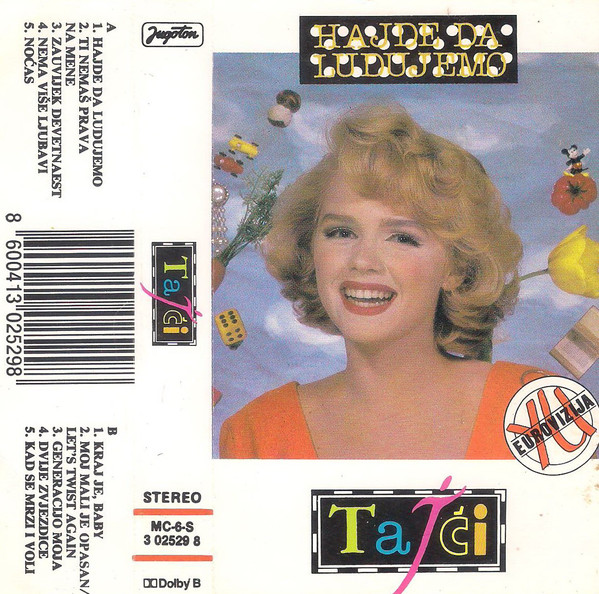 A
1. HAJDE DA LUDUJEMO
2. TI NEMAŠ PRAVA
NA MENE
3. ZAUVIJEK DEVETNAEST
4. NEMA VIŠE LJUBAVI
5. NOĆAS
Jugoton
8 600413 025298
Tajči
B
1. KRAJ JE, BABY
2. MOJ MALI JE OPASAN/
LET'S TWIST AGAIN
3. GENERACIJO MOJA
4. DVIJE ZVJEZDICE
5. KAD SE MRZI I VOLI
STEREO
MC-6-S
3 02529 8
Dolby B
HAJDE DA
LUDUJEMO
YU
EUROVIZIJA
Tajči